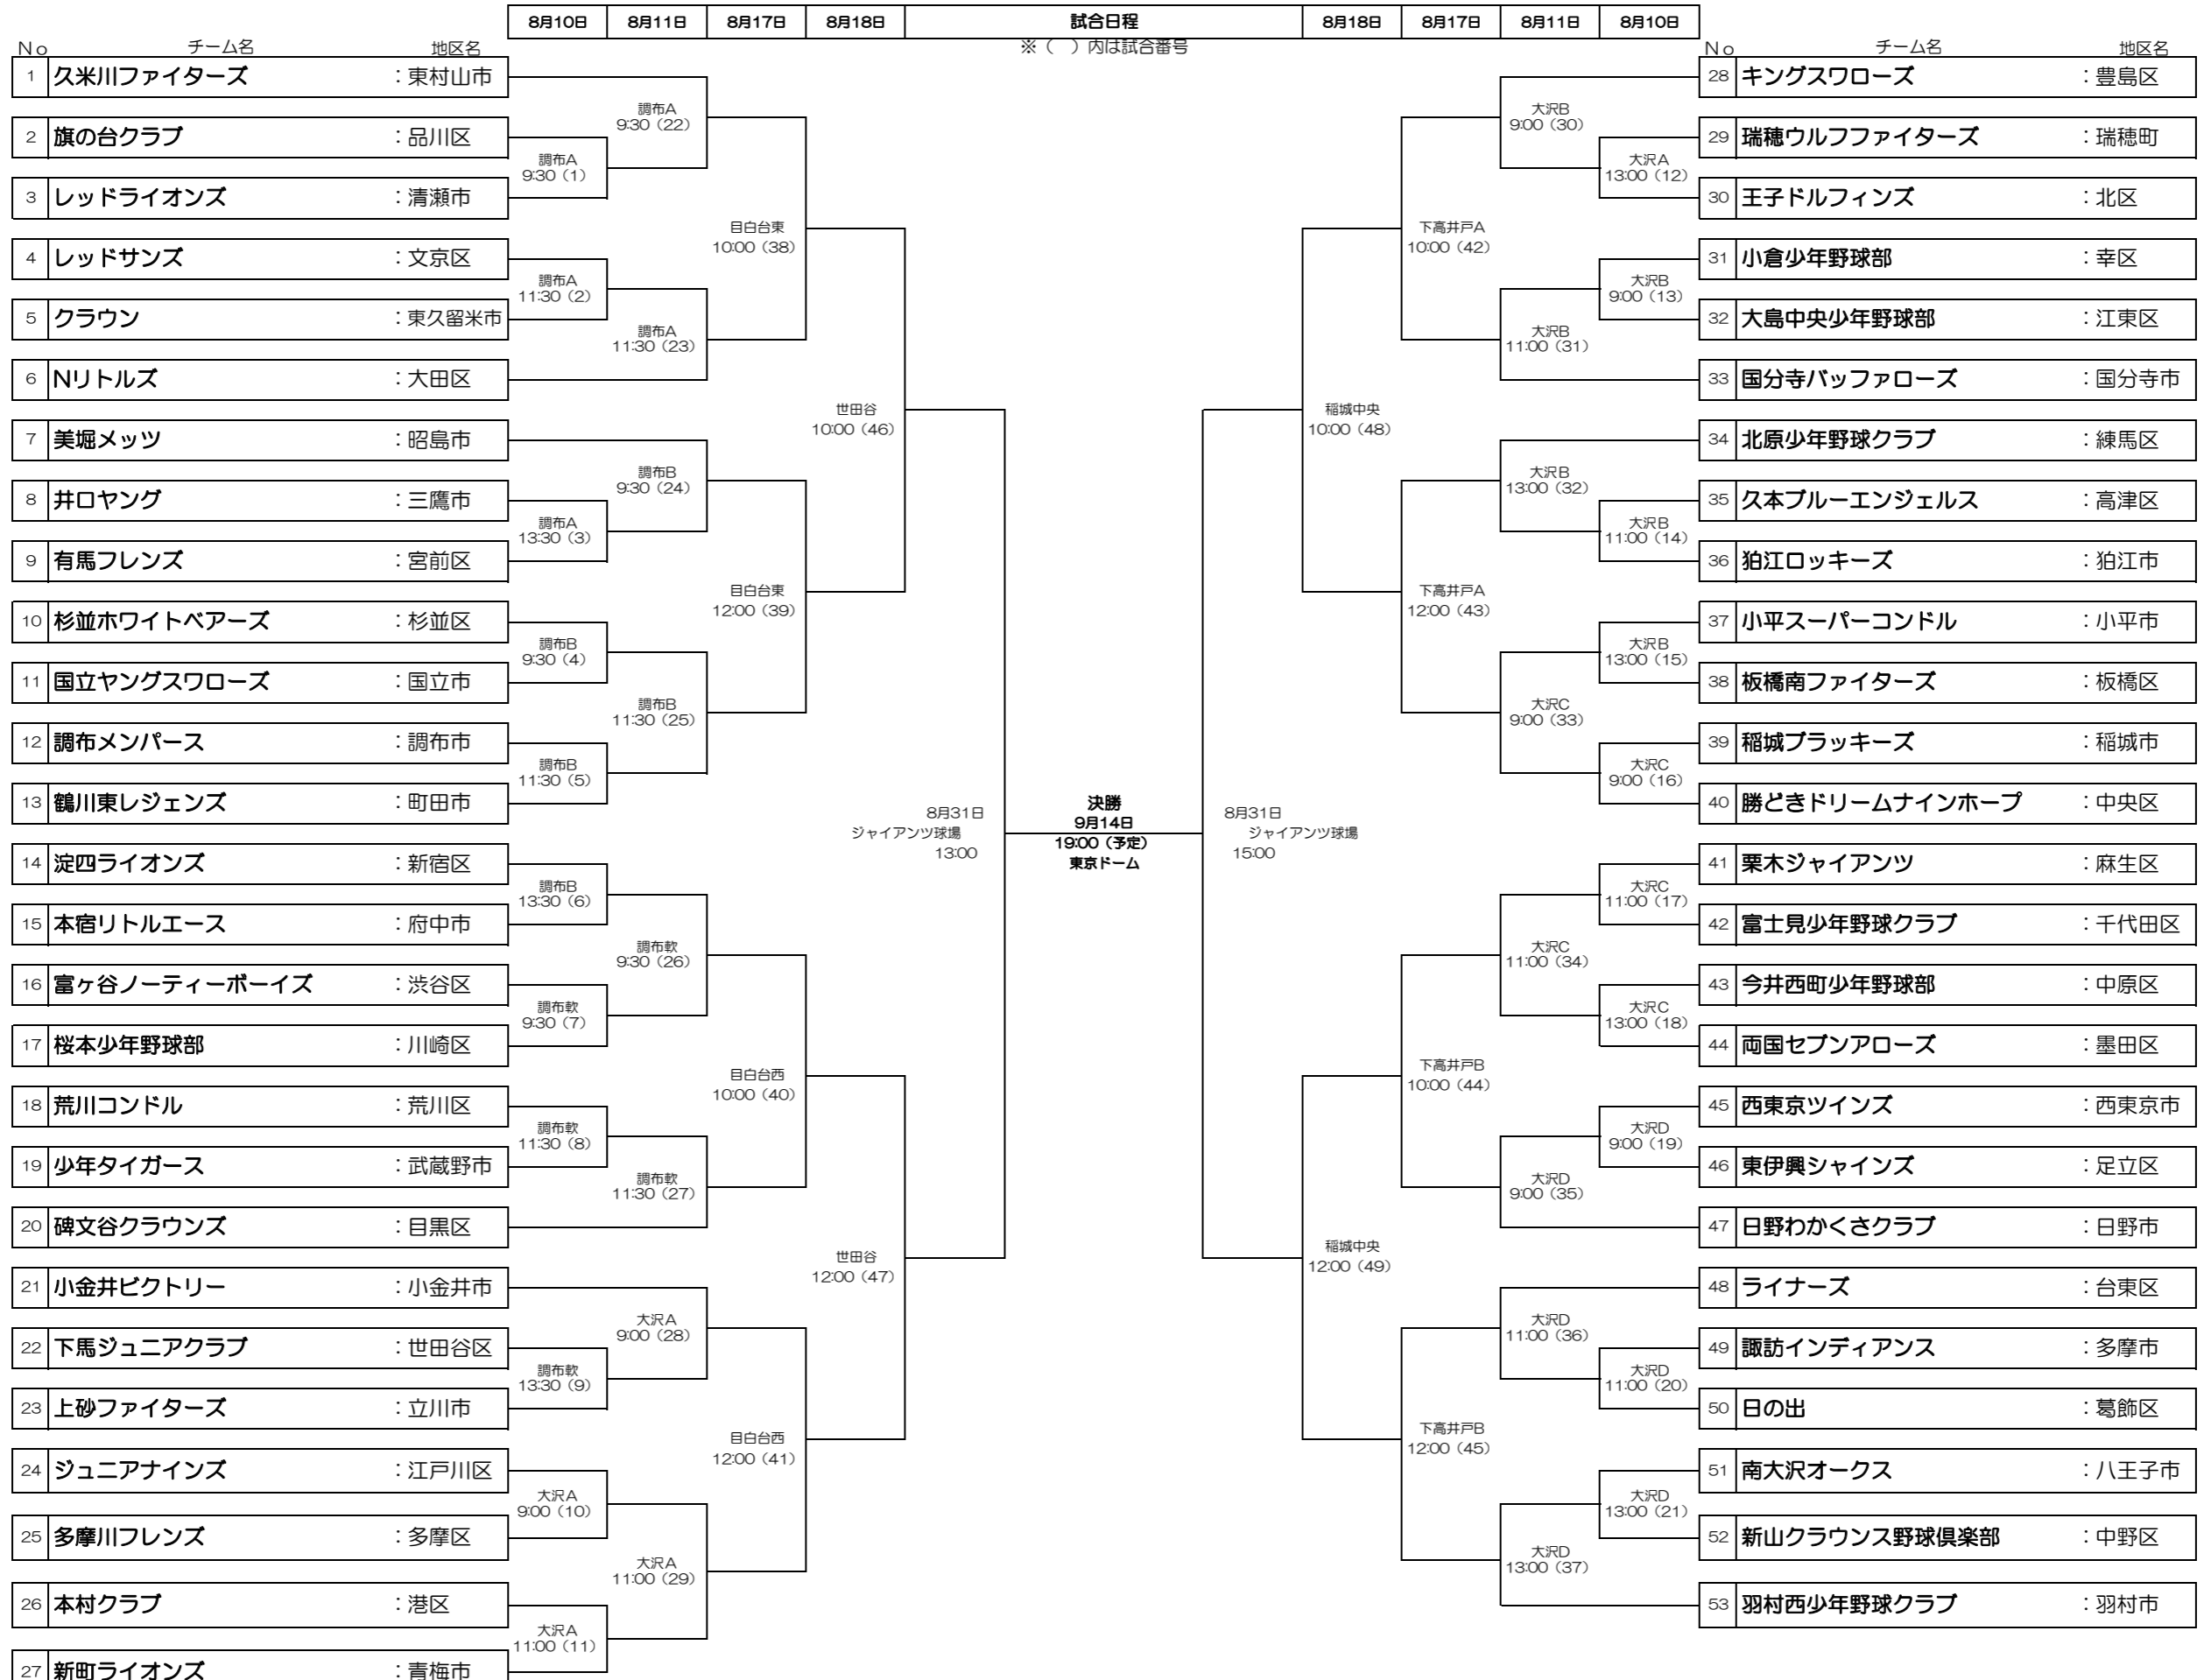 8月10日 8月11日 8月17日 8月18日 試合日程 8月18日 8月17日 8月11日 8月10日
※（　）内は試合番号
No チーム名 地区名
1 久米川ファイターズ ：東村山市
2 旗の台クラブ ：品川区
3 レッドライオンズ ：清瀬市
4 レッドサンズ ：文京区
5 クラウン ：東久留米市
6 Nリトルズ ：大田区
7 美堀メッツ ：昭島市
8 井口ヤング ：三鷹市
9 有馬フレンズ ：宮前区
10 杉並ホワイトベアーズ ：杉並区
11 国立ヤングスワローズ ：国立市
12 調布メンパース ：調布市
13 鶴川東レジェンズ ：町田市
14 淀四ライオンズ ：新宿区
15 本宿リトルエース ：府中市
16 富ヶ谷ノーティーボーイズ ：渋谷区
17 桜本少年野球部 ：川崎区
18 荒川コンドル ：荒川区
19 少年タイガース ：武蔵野市
20 碑文谷クラウンズ ：目黒区
21 小金井ビクトリー ：小金井市
22 下馬ジュニアクラブ ：世田谷区
23 上砂ファイターズ ：立川市
24 ジュニアナインズ ：江戸川区
25 多摩川フレンズ ：多摩区
26 本村クラブ ：港区
27 新町ライオンズ ：青梅市
調布A
9:30（1）
調布A
11:30（2）
調布A
13:30（3）
調布B
9:30（4）
調布B
11:30（5）
調布B
13:30（6）
調布軟
9:30（7）
調布軟
11:30（8）
調布軟
13:30（9）
大沢A
9:00（10）
大沢A
11:00（11）
調布A
9:30（22）
調布A
11:30（23）
調布B
9:30（24）
調布B
11:30（25）
調布軟
9:30（26）
調布軟
11:30（27）
大沢A
9:00（28）
大沢A
11:00（29）
目白台東
10:00（38）
目白台東
12:00（39）
目白台西
10:00（40）
目白台西
12:00（41）
世田谷
10:00（46）
世田谷
12:00（47）
8月31日
ジャイアンツ球場
13:00
決勝
9月14日
19:00（予定）
東京ドーム
8月31日
ジャイアンツ球場
15:00
稲城中央
10:00（48）
稲城中央
12:00（49）
下高井戸A
10:00（42）
下高井戸A
12:00（43）
下高井戸B
10:00（44）
下高井戸B
12:00（45）
大沢B
9:00（30）
大沢B
11:00（31）
大沢B
13:00（32）
大沢C
9:00（33）
大沢C
11:00（34）
大沢D
9:00（35）
大沢D
11:00（36）
大沢D
13:00（37）
大沢A
13:00（12）
大沢B
9:00（13）
大沢B
11:00（14）
大沢B
13:00（15）
大沢C
9:00（16）
大沢C
11:00（17）
大沢C
13:00（18）
大沢D
9:00（19）
大沢D
11:00（20）
大沢D
13:00（21）
No チーム名 地区名
28 キングスワローズ ：豊島区
29 瑞穂ウルフファイターズ ：瑞穂町
30 王子ドルフィンズ ：北区
31 小倉少年野球部 ：幸区
32 大島中央少年野球部 ：江東区
33 国分寺バッファローズ ：国分寺市
34 北原少年野球クラブ ：練馬区
35 久本ブルーエンジェルス ：高津区
36 狛江ロッキーズ ：狛江市
37 小平スーパーコンドル ：小平市
38 板橋南ファイターズ ：板橋区
39 稲城ブラッキーズ ：稲城市
40 勝どきドリームナインホープ ：中央区
41 栗木ジャイアンツ ：麻生区
42 富士見少年野球クラブ ：千代田区
43 今井西町少年野球部 ：中原区
44 両国セブンアローズ ：墨田区
45 西東京ツインズ ：西東京市
46 東伊興シャインズ ：足立区
47 日野わかくさクラブ ：日野市
48 ライナーズ ：台東区
49 諏訪インディアンス ：多摩市
50 日の出 ：葛飾区
51 南大沢オークス ：八王子市
52 新山クラウンス野球倶楽部 ：中野区
53 羽村西少年野球クラブ ：羽村市